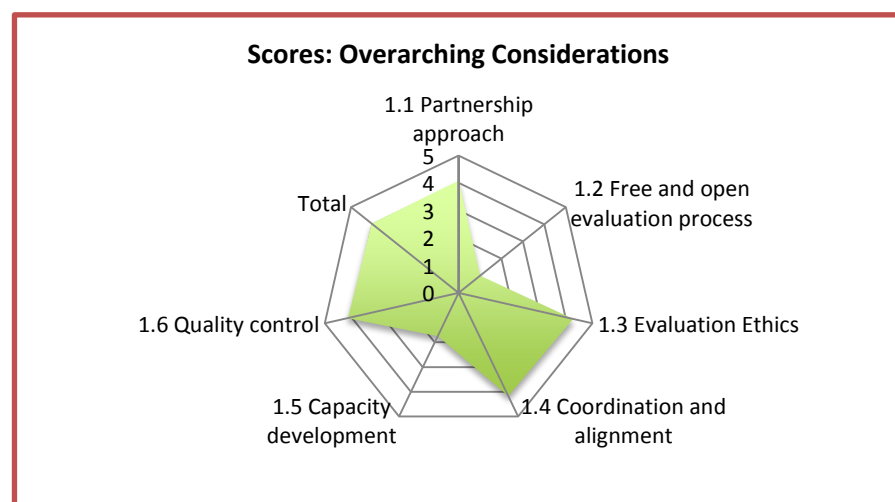 Scores: Overarching Considerations
1.1 Partnership
approach
5
4
3
2
1
0
1.2 Free and open
evaluation process
1.3 Evaluation Ethics
1.4 Coordination and
alignment
1.5 Capacity
development
1.6 Quality control
Total